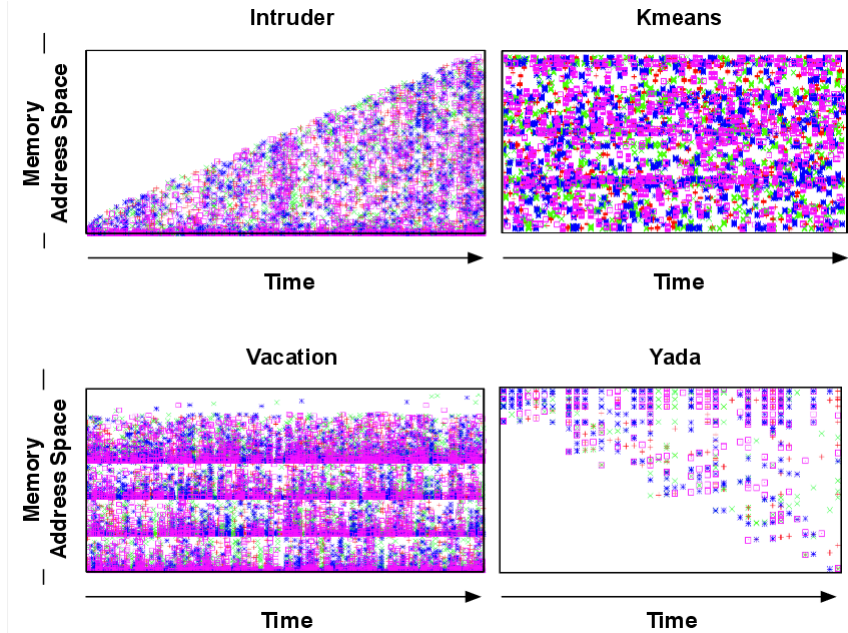 Intruder
Kmeans
Memory
Address Space
Time
Time
Vacation
Yada
Memory
Address Space
Time
Time